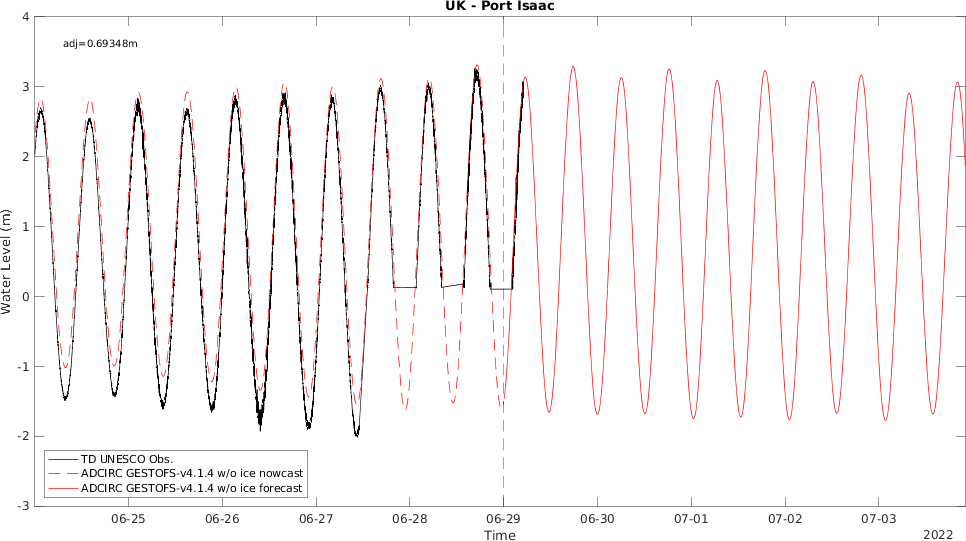 UK - Port Isaac
adj=0.69348m
4
3
2
1
0
-1
-2
-3
Water Level (m)
TD UNESCO Obs.
ADCIRC GESTOFS-v4.1.4 w/o ice nowcast
ADCIRC GESTOFS-v4.1.4 w/o ice forecast
06-25 06-26 06-27 06-28 06-29 06-30 07-01 07-02 07-03
Time
2022